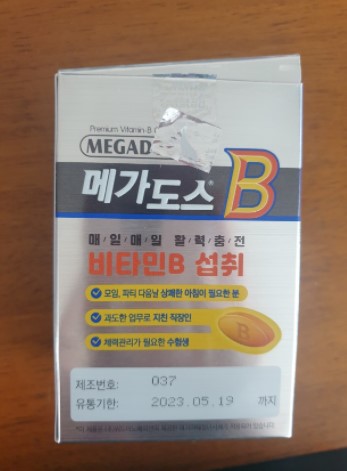 Premium Vitamin-B
MEGAD
메가도스 B
매/일/매/일 활/력/충/전
비타민B 섭취
모임, 파티 다음날 상쾌한 아침이 필요한 분
과도한 업무로 지친 직장인
체력관리가 필요한 수험생
B
제조번호: 037
유통기한: 2023.05.19 까지